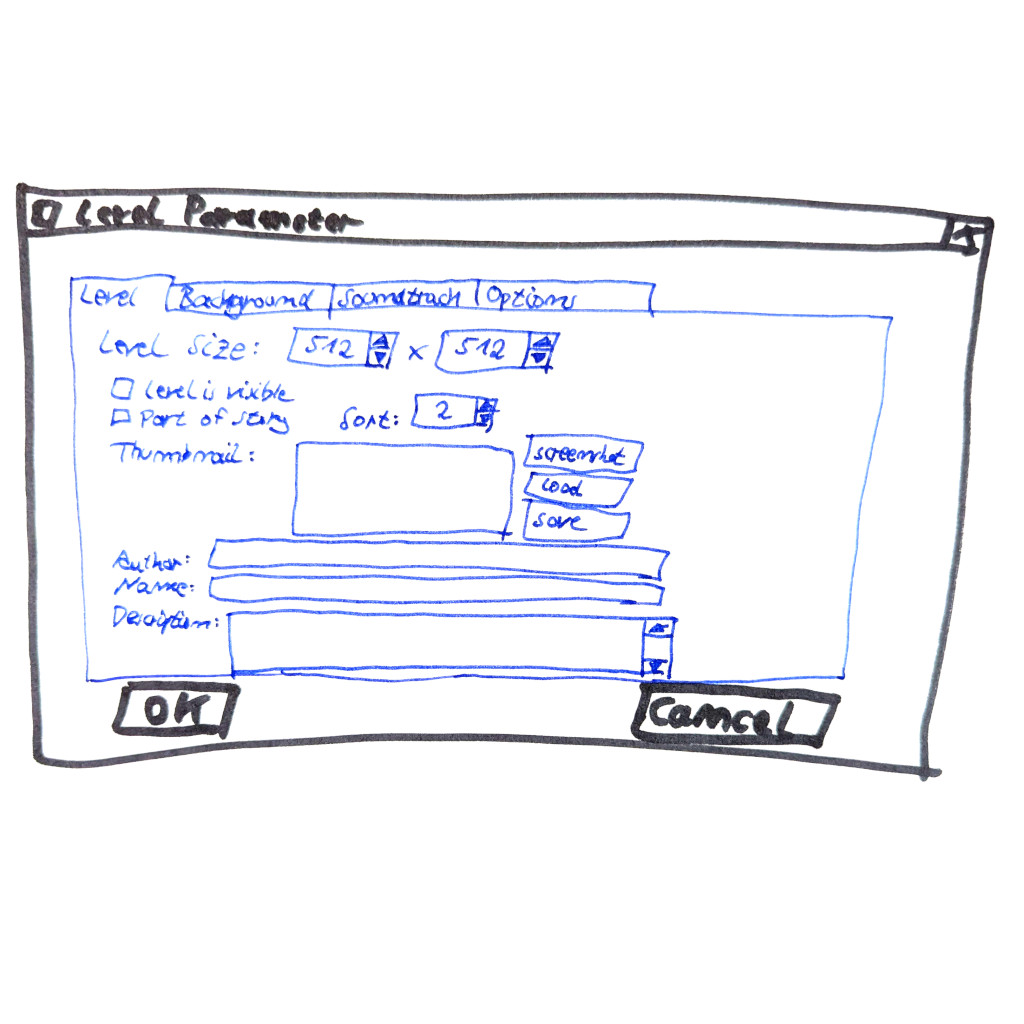 Level Parameter
Level Background Soundtrack Options
Level Size: 512 x 512
Level is visible
Part of story Sort: 2
Thumbnail: screenshot
load
save
Author:
Name:
Description:
OK Cancel